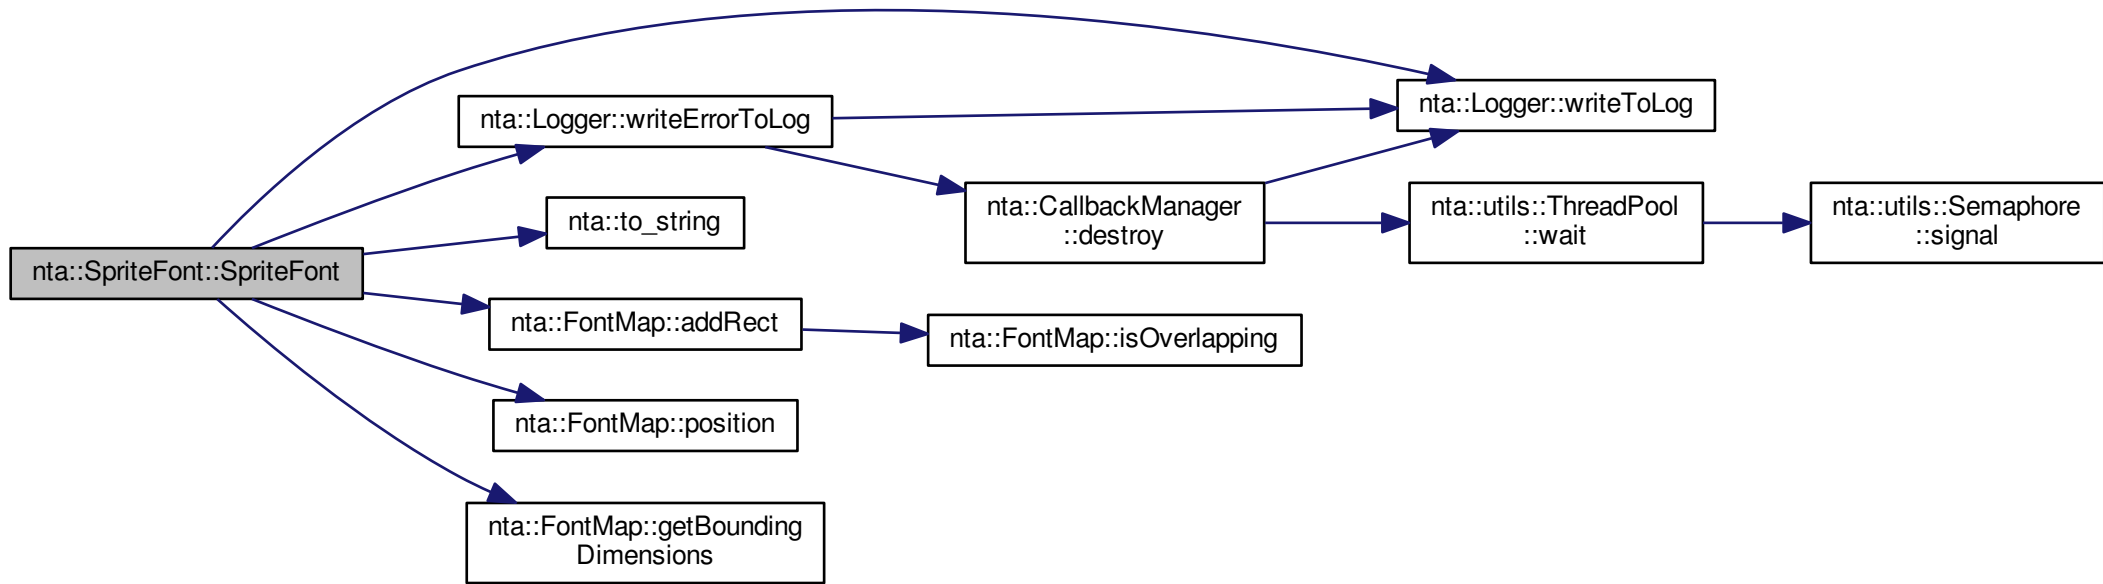 nta::SpriteFont::SpriteFont
nta::Logger::writeErrorToLog
nta::Logger::writeToLog
nta::CallbackManager
::destroy
nta::utils::ThreadPool
::wait
nta::utils::Semaphore
::signal
nta::to_string
nta::FontMap::addRect
nta::FontMap::isOverlapping
nta::FontMap::position
nta::FontMap::getBounding
Dimensions